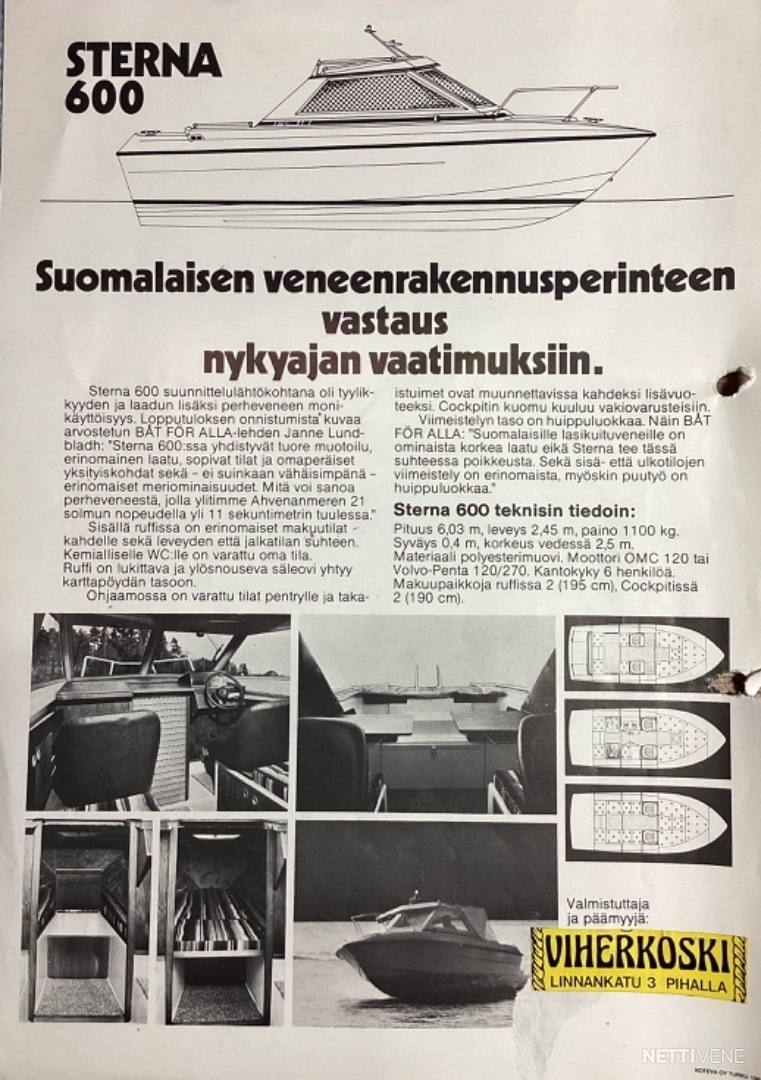 STERNA
600
Suomalaisen veneenrakennusperinteen
vastaus
nykyajan vaatimuksiin.
Sterna 600 suunnittelulähtökohtana oli tyylik-
kyyden ja laadun lisäksi perheveneen moni-
käyttöisyys. Lopputuloksen onnistumista kuvaa
arvostetun BÅT FÖR ALLA-lehden Janne Lund-
bladh: "Sterna 600:ssa yhdistyvät tuore muotoilu,
erinomainen laatu, sopivat tilat ja omaperäiset
yksityiskohdat sekä – ei suinkaan vähäisimpänä –
erinomaiset meriominaisuudet. Mitä voi sanoa
perheveneestä, jolla ylitimme Ahvenanmeren 21
solmun nopeudella yli 11 sekuntimetrin tuulessa."
Sisällä ruffissa on erinomaiset makuutilat –
kahdelle sekä leveyden että jalkatilan suhteen.
Kemialliselle WC:lle on varattu oma tila.
Ruffi on lukittava ja ylösnouseva säleovi yhtyy
karttapöydän tasoon.
Ohjaamossa on varattu tilat pentrylle ja taka-
istuimet ovat muunnettavissa kahdeksi lisävuo-
teeksi. Cockpitin kuomu kuuluu vakiovarusteisiin.
Viimeistelyn taso on huippuluokkaa. Näin BÅT
FÖR ALLA: "Suomalaisille lasikuituveneille on
ominaista korkea laatu eikä Sterna tee tässä
suhteessa poikkeusta. Sekä sisä- että ulkotilojen
viimeistely on erinomaista, myöskin puutyö on
huippuluokkaa."
Sterna 600 teknisin tiedoin:
Pituus 6,03 m, leveys 2,45 m, paino 1100 kg.
Syväys 0,4 m, korkeus vedessä 2,5 m.
Materiaali polyesterimuovi. Moottori OMC 120 tai
Volvo-Penta 120/270. Kantokyky 6 henkilöä.
Makuupaikkoja ruffissa 2 (195 cm), Cockpitissä
2 (190 cm).
Valmistuttaja
ja päämyyjä:
VIHERKOSKI
LINNANKATU 3 PIHALLA
NETTIVENE
OY TURKU